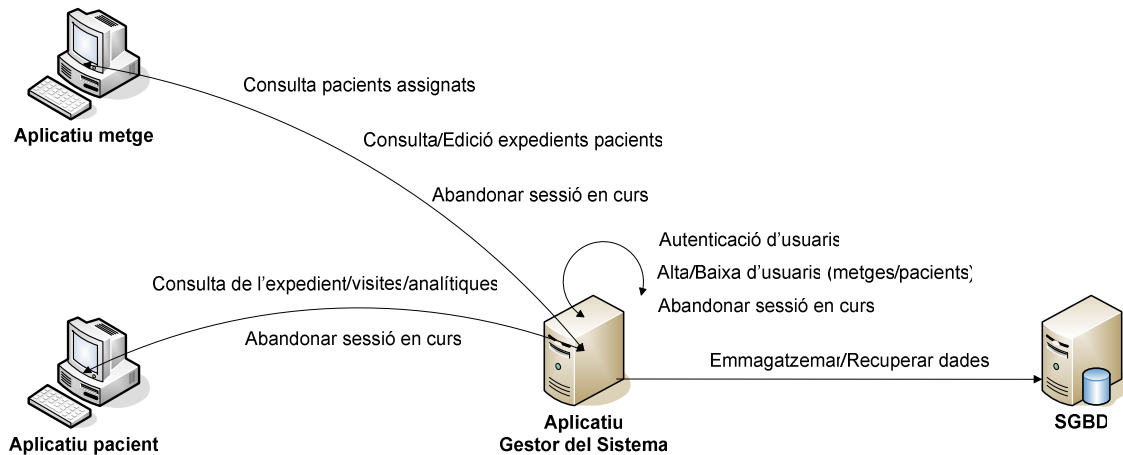 Consulta pacients assignats
Aplicatiu metge
Consulta/Edició expedients pacients
Abandonar sessió en curs
Autenticació d’usuaris
Alta/Baixa d’usuaris (metges/pacients)
Abandonar sessió en curs
Consulta de l’expedient/visites/analítiques
Abandonar sessió en curs
Emmagatzemar/Recuperar dades
Aplicatiu pacient
Aplicatiu
Gestor del Sistema
SGBD